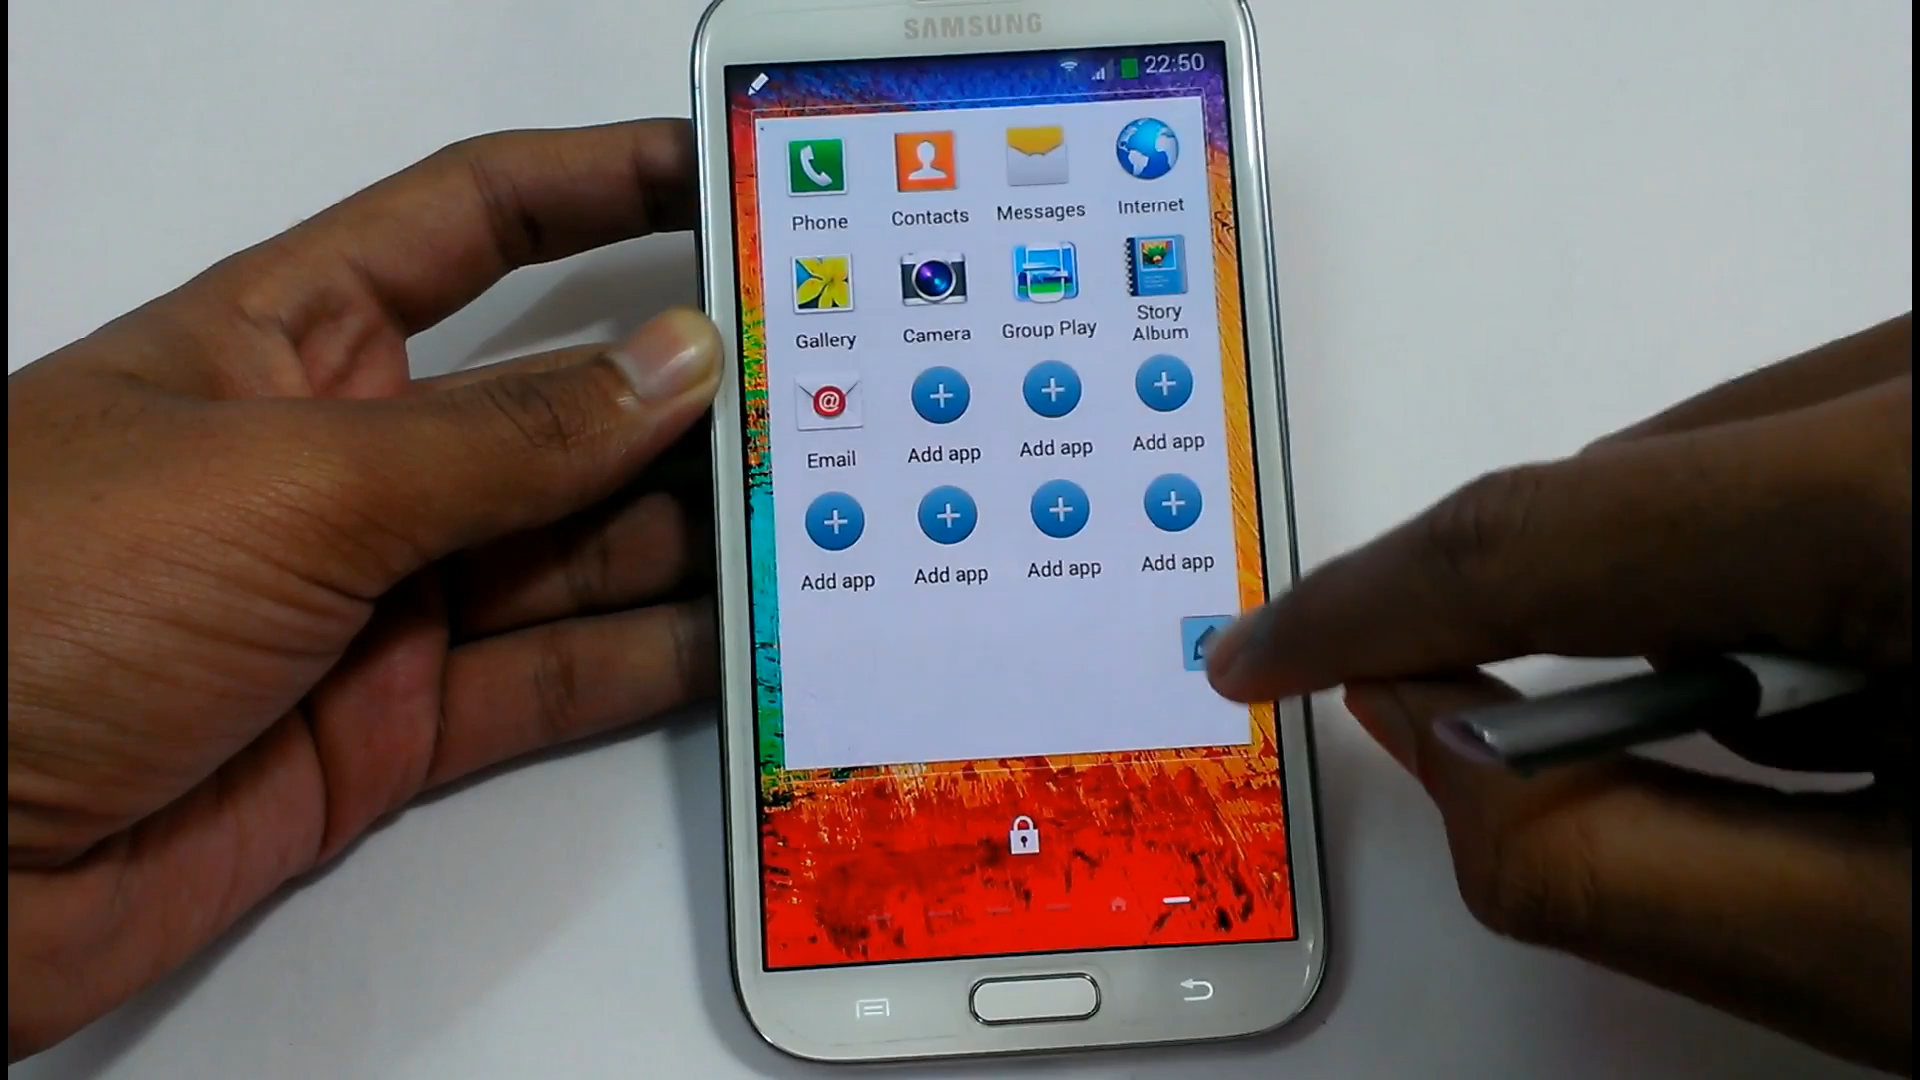 SAMSUNG
22:50
Phone
Contacts
Messages
Internet
Gallery
Camera
Group Play
Story
Album
Email
Add app
Add app
Add app
Add app
Add app
Add app
Add app